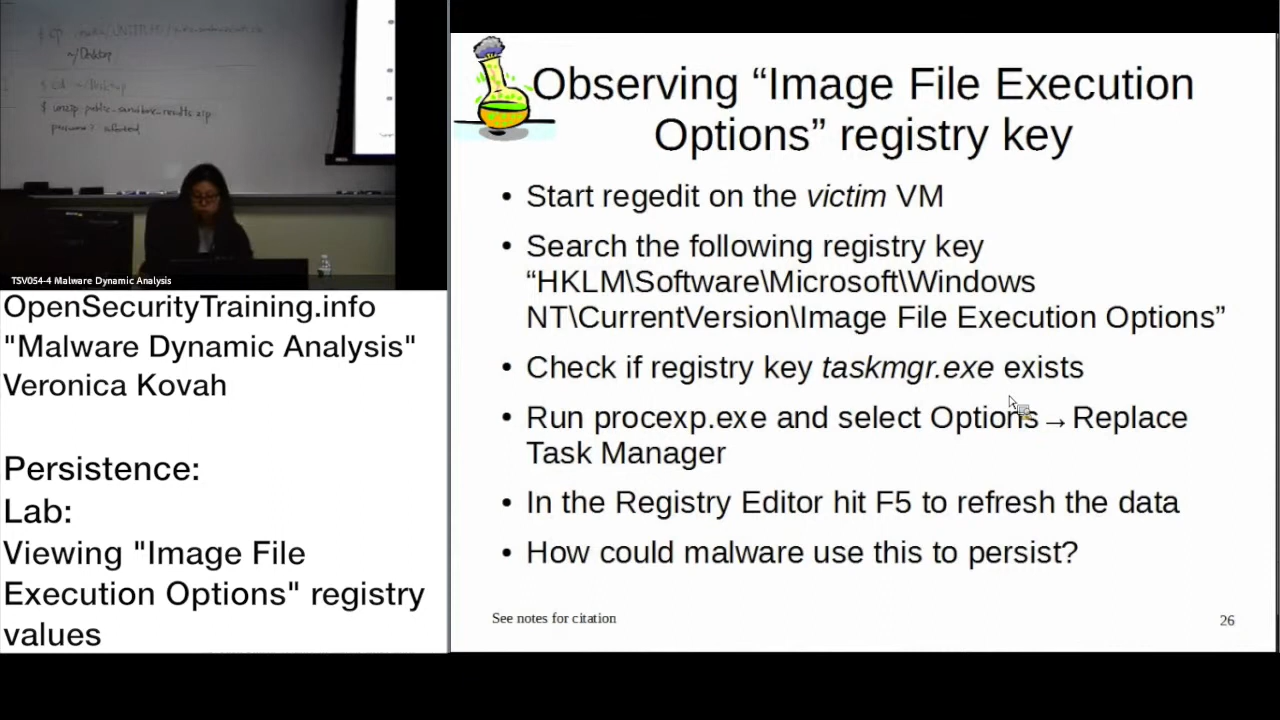 $ cp
~/Desktop
$ cd ~/Desktop
TSV054-4 Malware Dynamic Analysis
OpenSecurityTraining.info
"Malware Dynamic Analysis"
Veronica Kovah
Persistence:
Lab:
Viewing "Image File
Execution Options" registry
values
Observing “Image File Execution
Options” registry key
• Start regedit on the victim VM
• Search the following registry key
“HKLM\Software\Microsoft\Windows
NT\CurrentVersion\Image File Execution Options”
• Check if registry key taskmgr.exe exists
• Run procexp.exe and select Options→Replace
Task Manager
• In the Registry Editor hit F5 to refresh the data
• How could malware use this to persist?
See notes for citation
26